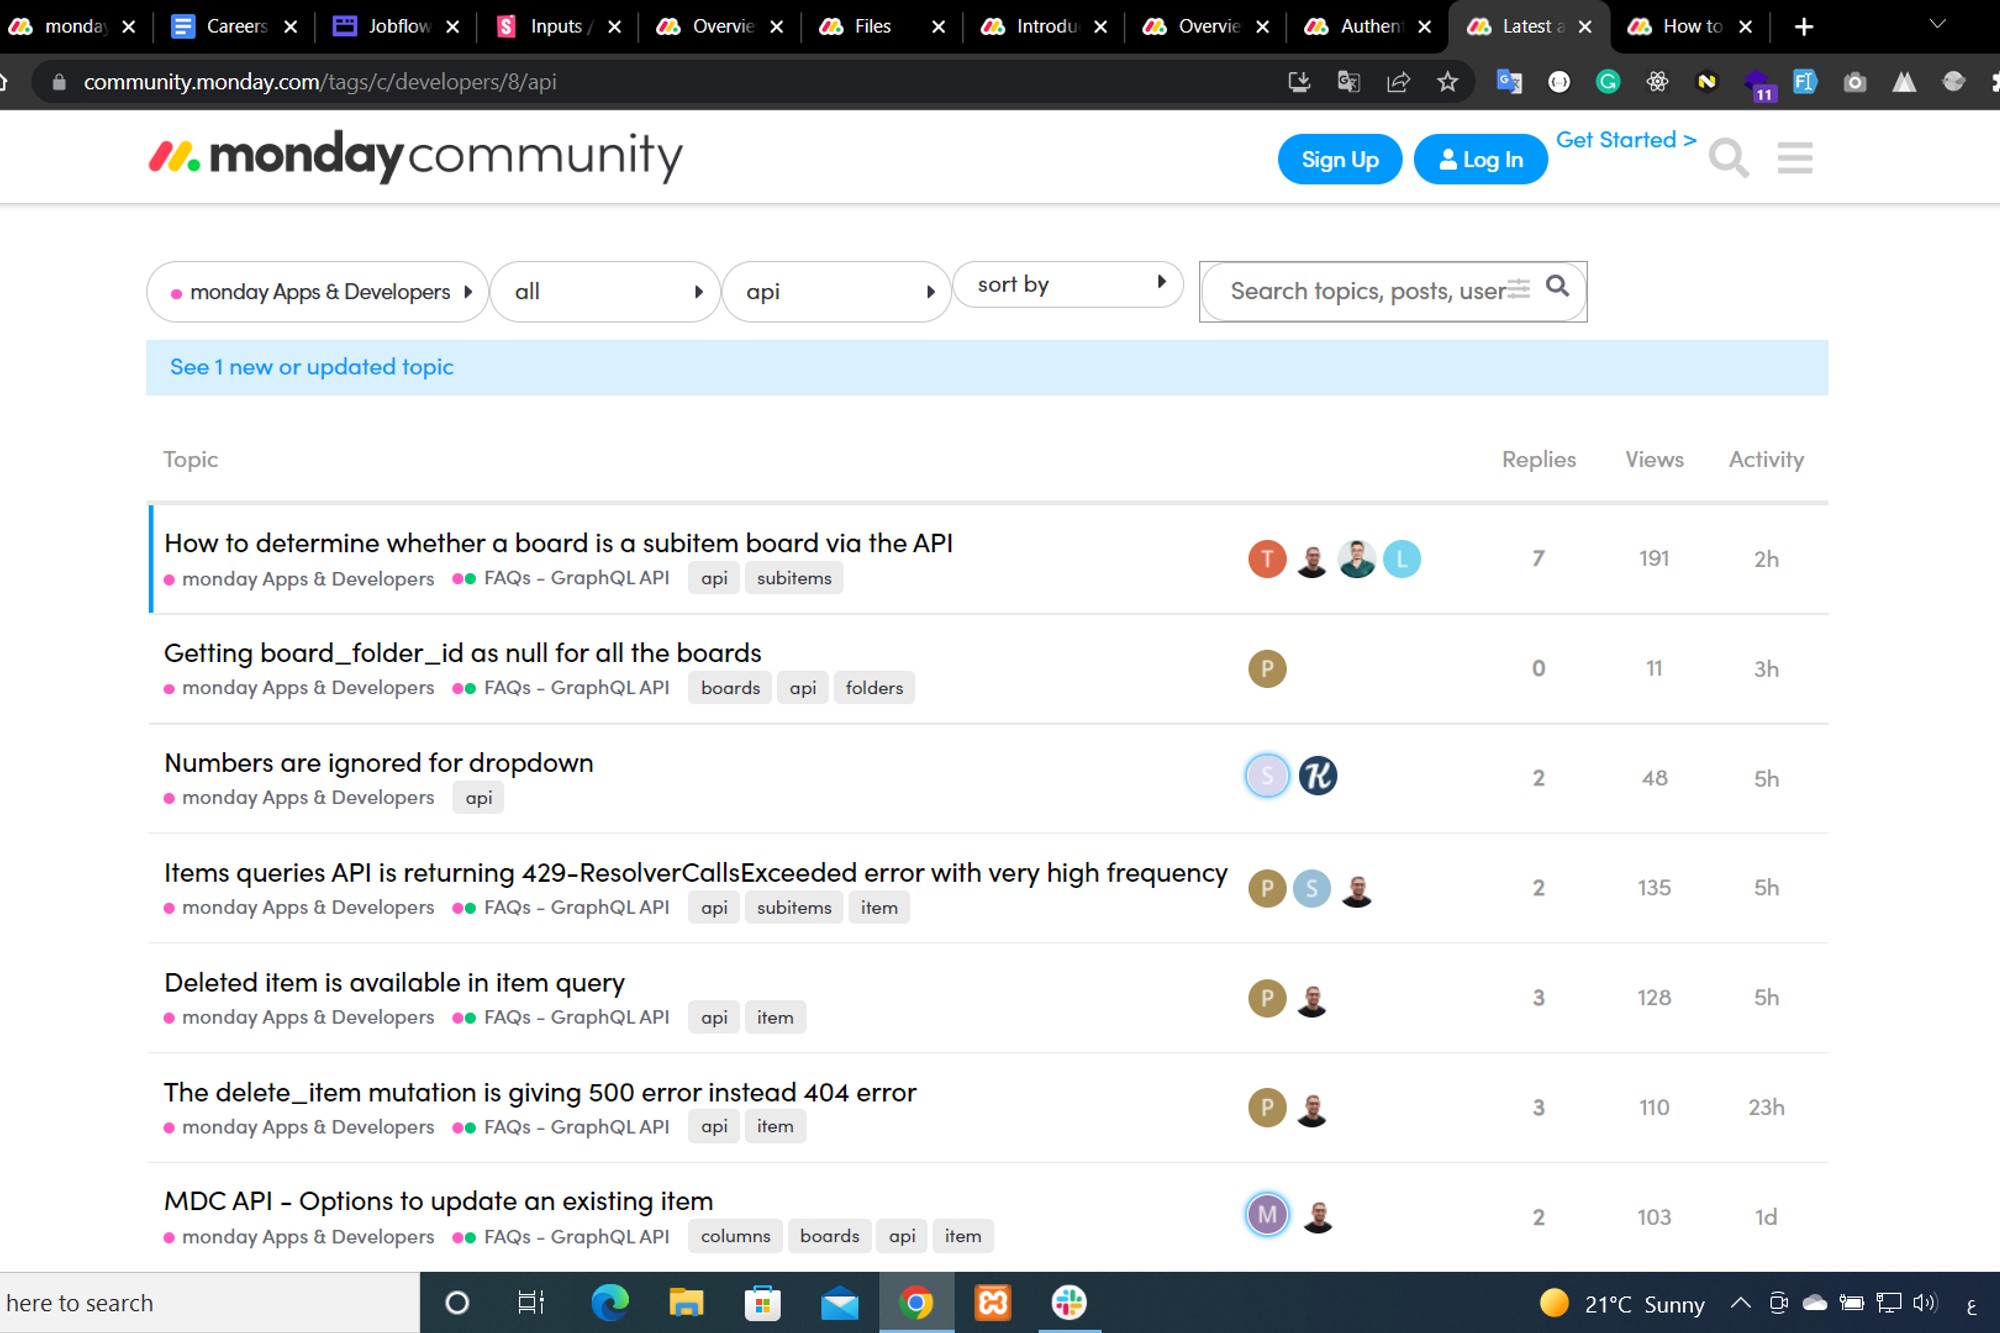 monday
Careers
Jobflow
Inputs /
Overvie
Files
Introdu
Overvie
Authent
Latest a
How to
community.monday.com/tags/c/developers/8/api
11
monday community
Sign Up
Log In
Get Started >
monday Apps & Developers
all
api
sort by
Search topics, posts, user
See 1 new or updated topic
Topic Replies Views Activity
How to determine whether a board is a subitem board via the API
T L 7 191 2h
monday Apps & Developers FAQs - GraphQL API api subitems
Getting board_folder_id as null for all the boards
P 0 11 3h
monday Apps & Developers FAQs - GraphQL API boards api folders
Numbers are ignored for dropdown
S K 2 48 5h
monday Apps & Developers api
Items queries API is returning 429-ResolverCallsExceeded error with very high frequency
P S 2 135 5h
monday Apps & Developers FAQs - GraphQL API api subitems item
Deleted item is available in item query
P 3 128 5h
monday Apps & Developers FAQs - GraphQL API api item
The delete_item mutation is giving 500 error instead 404 error
P 3 110 23h
monday Apps & Developers FAQs - GraphQL API api item
MDC API - Options to update an existing item
M 2 103 1d
monday Apps & Developers FAQs - GraphQL API columns boards api item
here to search
21°C Sunny
ع